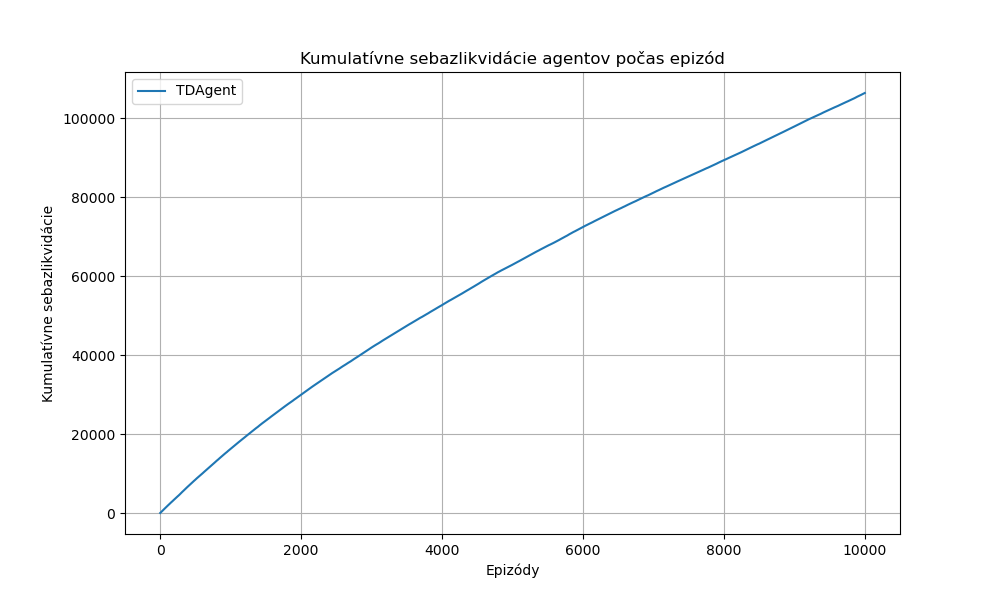 Kumulatívne sebazlikvidácie agentov počas epizód
TDAgent
Kumulatívne sebazlikvidácie
100000
80000
60000
40000
20000
0
0 2000 4000 6000 8000 10000
Epizódy